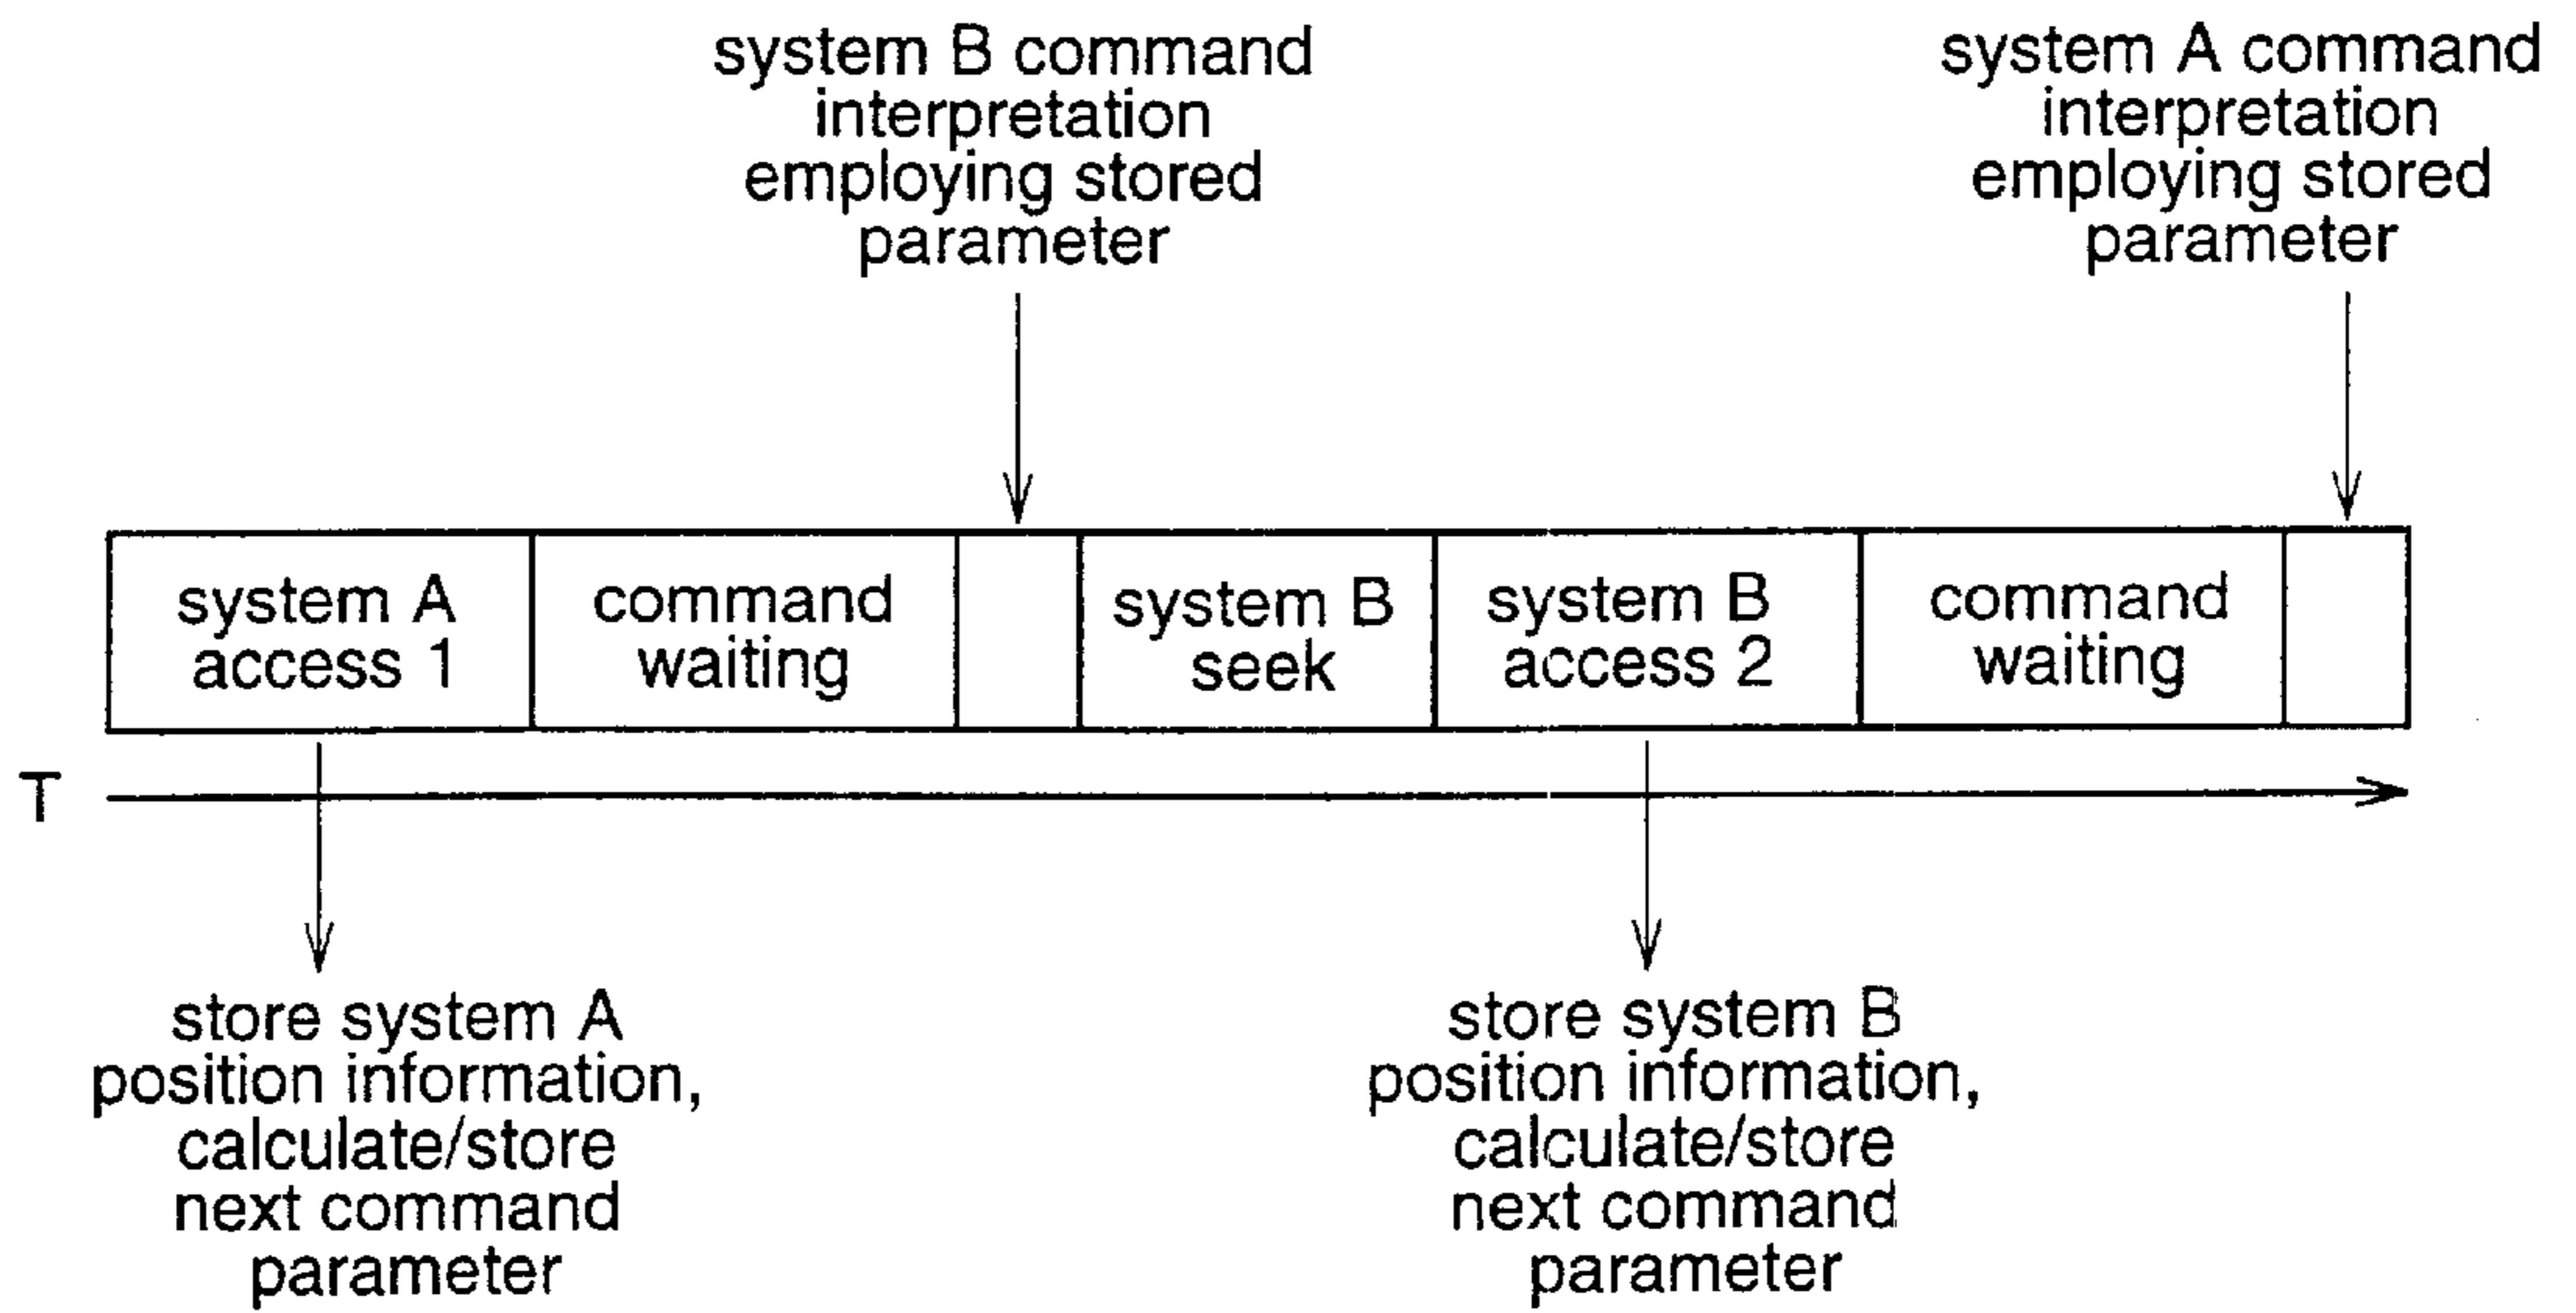 system B command
interpretation
employing stored
parameter
system A command
interpretation
employing stored
parameter
system A
access 1
command
waiting
system B
seek
system B
access 2
command
waiting
T
store system A
position information,
calculate/store
next command
parameter
store system B
position information,
calculate/store
next command
parameter